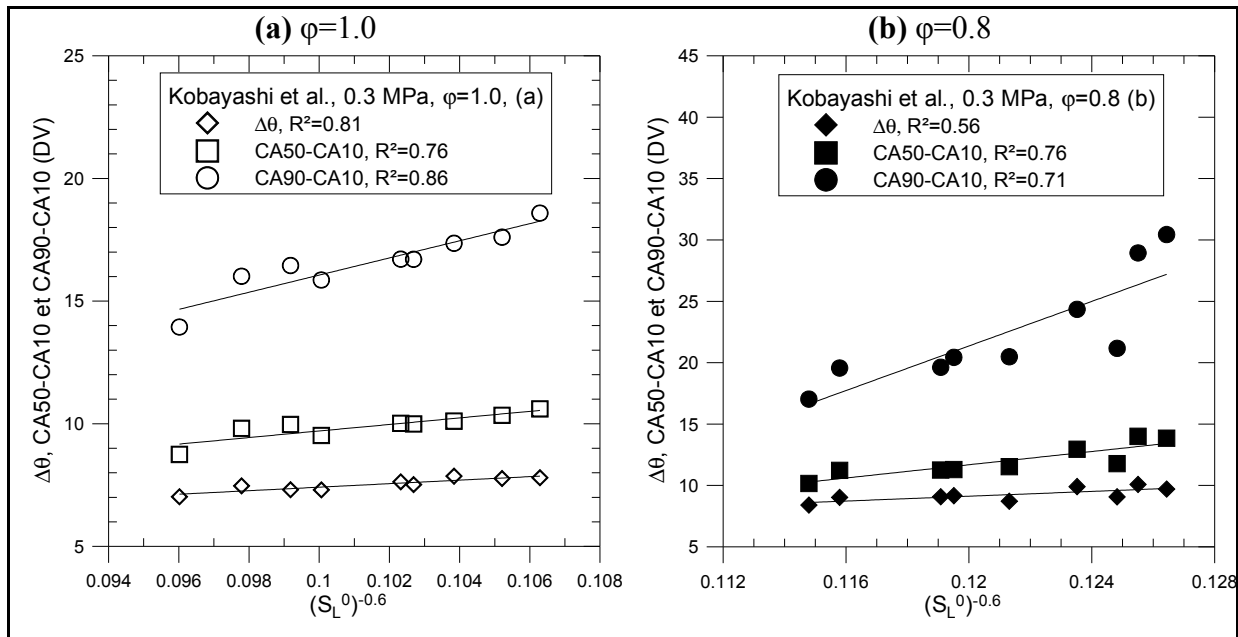 (a) φ=1.0
25
20
15
10
5
Δθ, CA50-CA10 et CA90-CA10 (DV)
Kobayashi et al., 0.3 MPa, φ=1.0, (a)
Δθ, R²=0.81
CA50-CA10, R²=0.76
CA90-CA10, R²=0.86
0.094 0.096 0.098 0.1 0.102 0.104 0.106 0.108
(S_L^0)^-0.6
(b) φ=0.8
45
40
35
30
25
20
15
10
5
Δθ, CA50-CA10 et CA90-CA10 (DV)
Kobayashi et al., 0.3 MPa, φ=0.8 (b)
Δθ, R²=0.56
CA50-CA10, R²=0.76
CA90-CA10, R²=0.71
0.112 0.116 0.12 0.124 0.128
(S_L^0)^-0.6